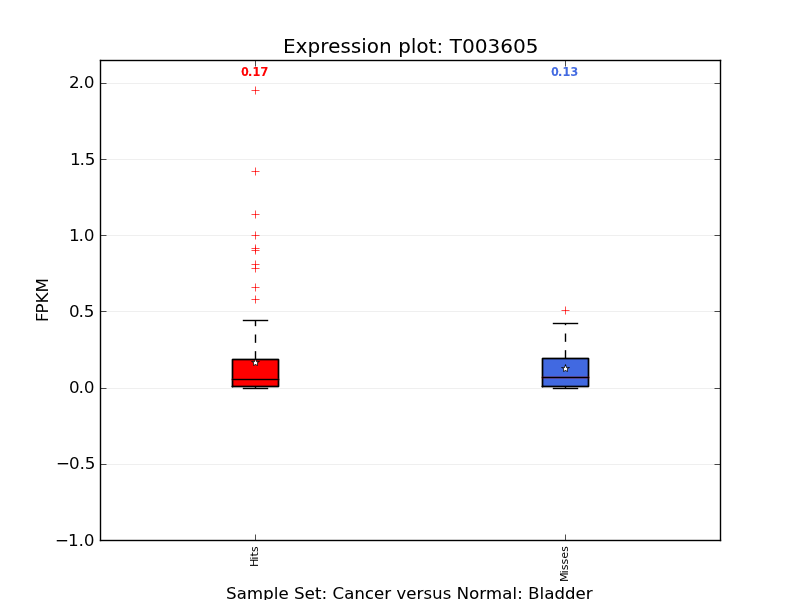 Expression plot: T003605
0.17
0.13
2.0
1.5
1.0
0.5
0.0
−0.5
−1.0
FPKM
Hits
Misses
Sample Set: Cancer versus Normal: Bladder